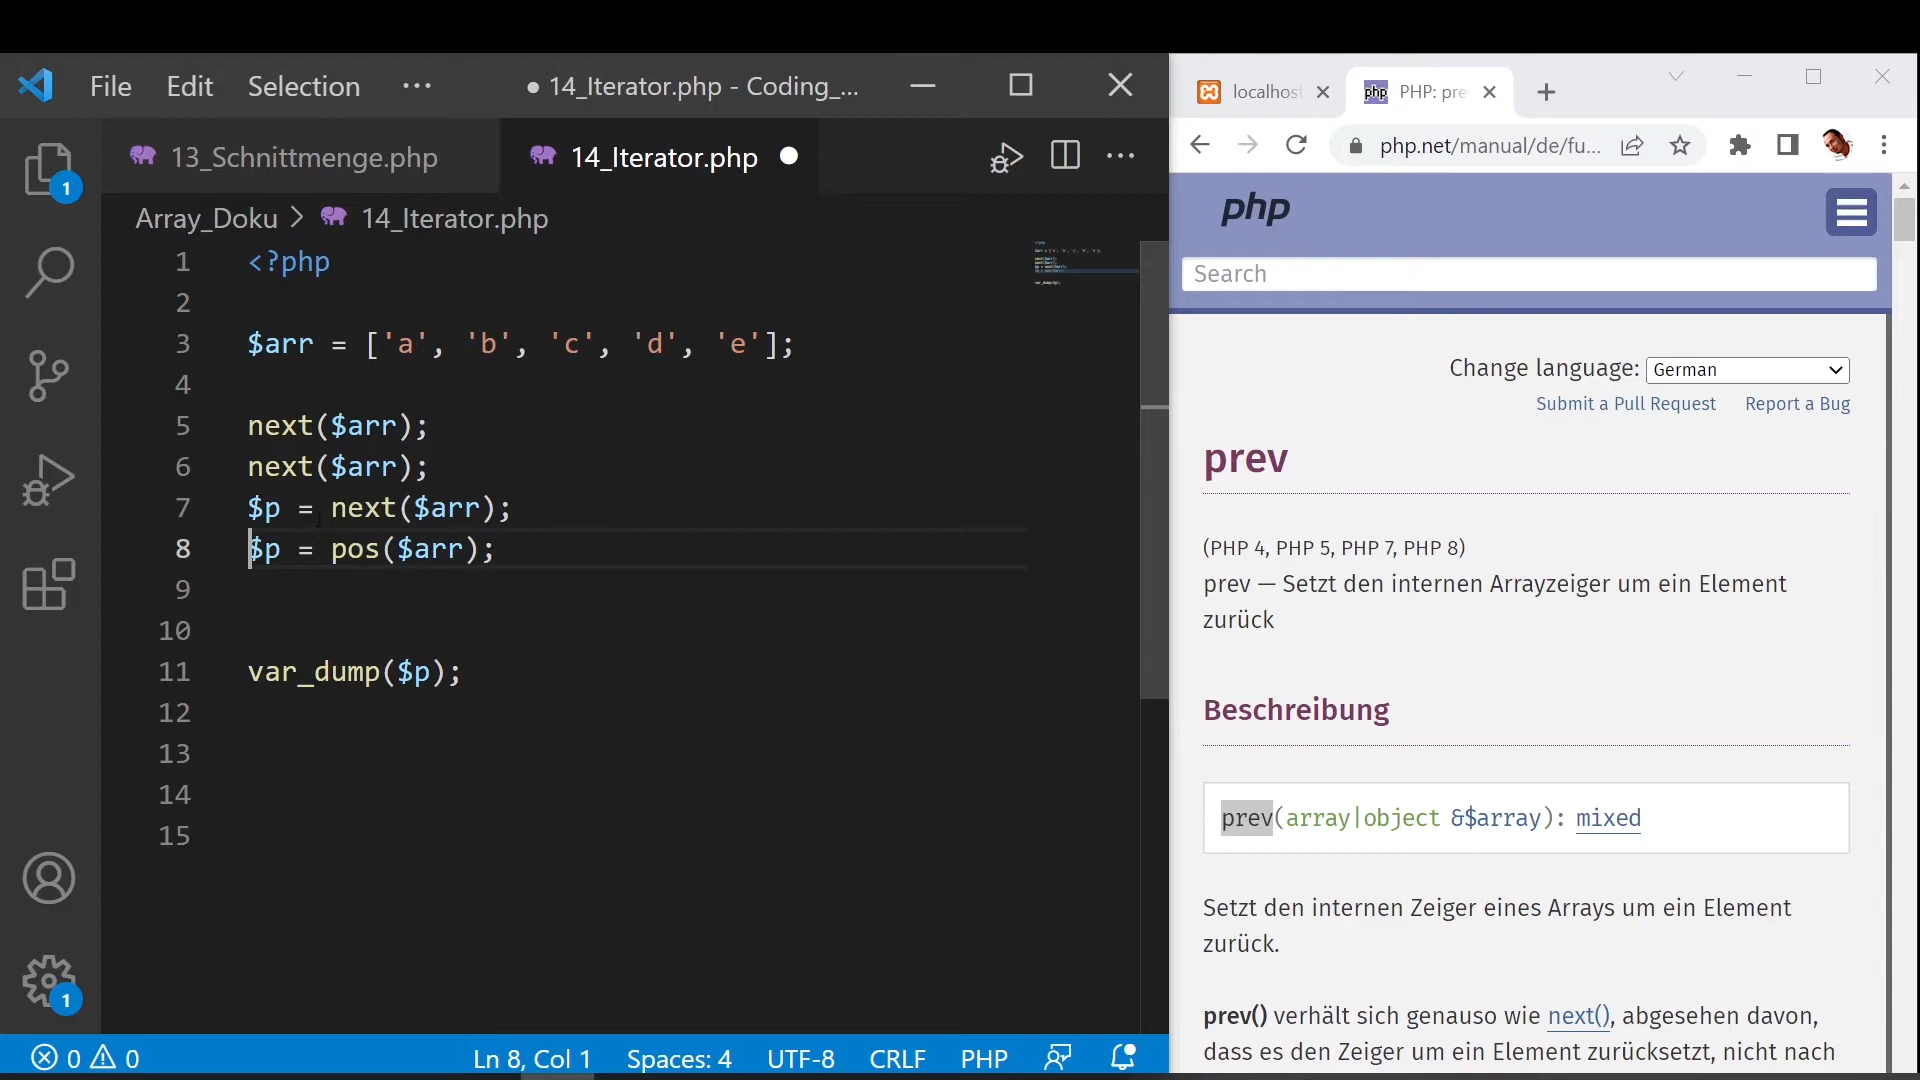 File Edit Selection ··· ● 14_Iterator.php - Coding_...
13_Schnittmenge.php 14_Iterator.php
Array_Doku > 14_Iterator.php
1 <?php
2
3 $arr = ['a', 'b', 'c', 'd', 'e'];
4
5 next($arr);
6 next($arr);
7 $p = next($arr);
8 $p = pos($arr);
9
10
11 var_dump($p);
12
13
14
15
1
1
0 0 Ln 8, Col 1 Spaces: 4 UTF-8 CRLF PHP
localhos php PHP: pre
php.net/manual/de/fu...
php
Search
Change language: German
Submit a Pull Request Report a Bug
prev
(PHP 4, PHP 5, PHP 7, PHP 8)
prev — Setzt den internen Arrayzeiger um ein Element
zurück
Beschreibung
prev(array|object &$array): mixed
Setzt den internen Zeiger eines Arrays um ein Element
zurück.
prev() verhält sich genauso wie next(), abgesehen davon,
dass es den Zeiger um ein Element zurücksetzt, nicht nach